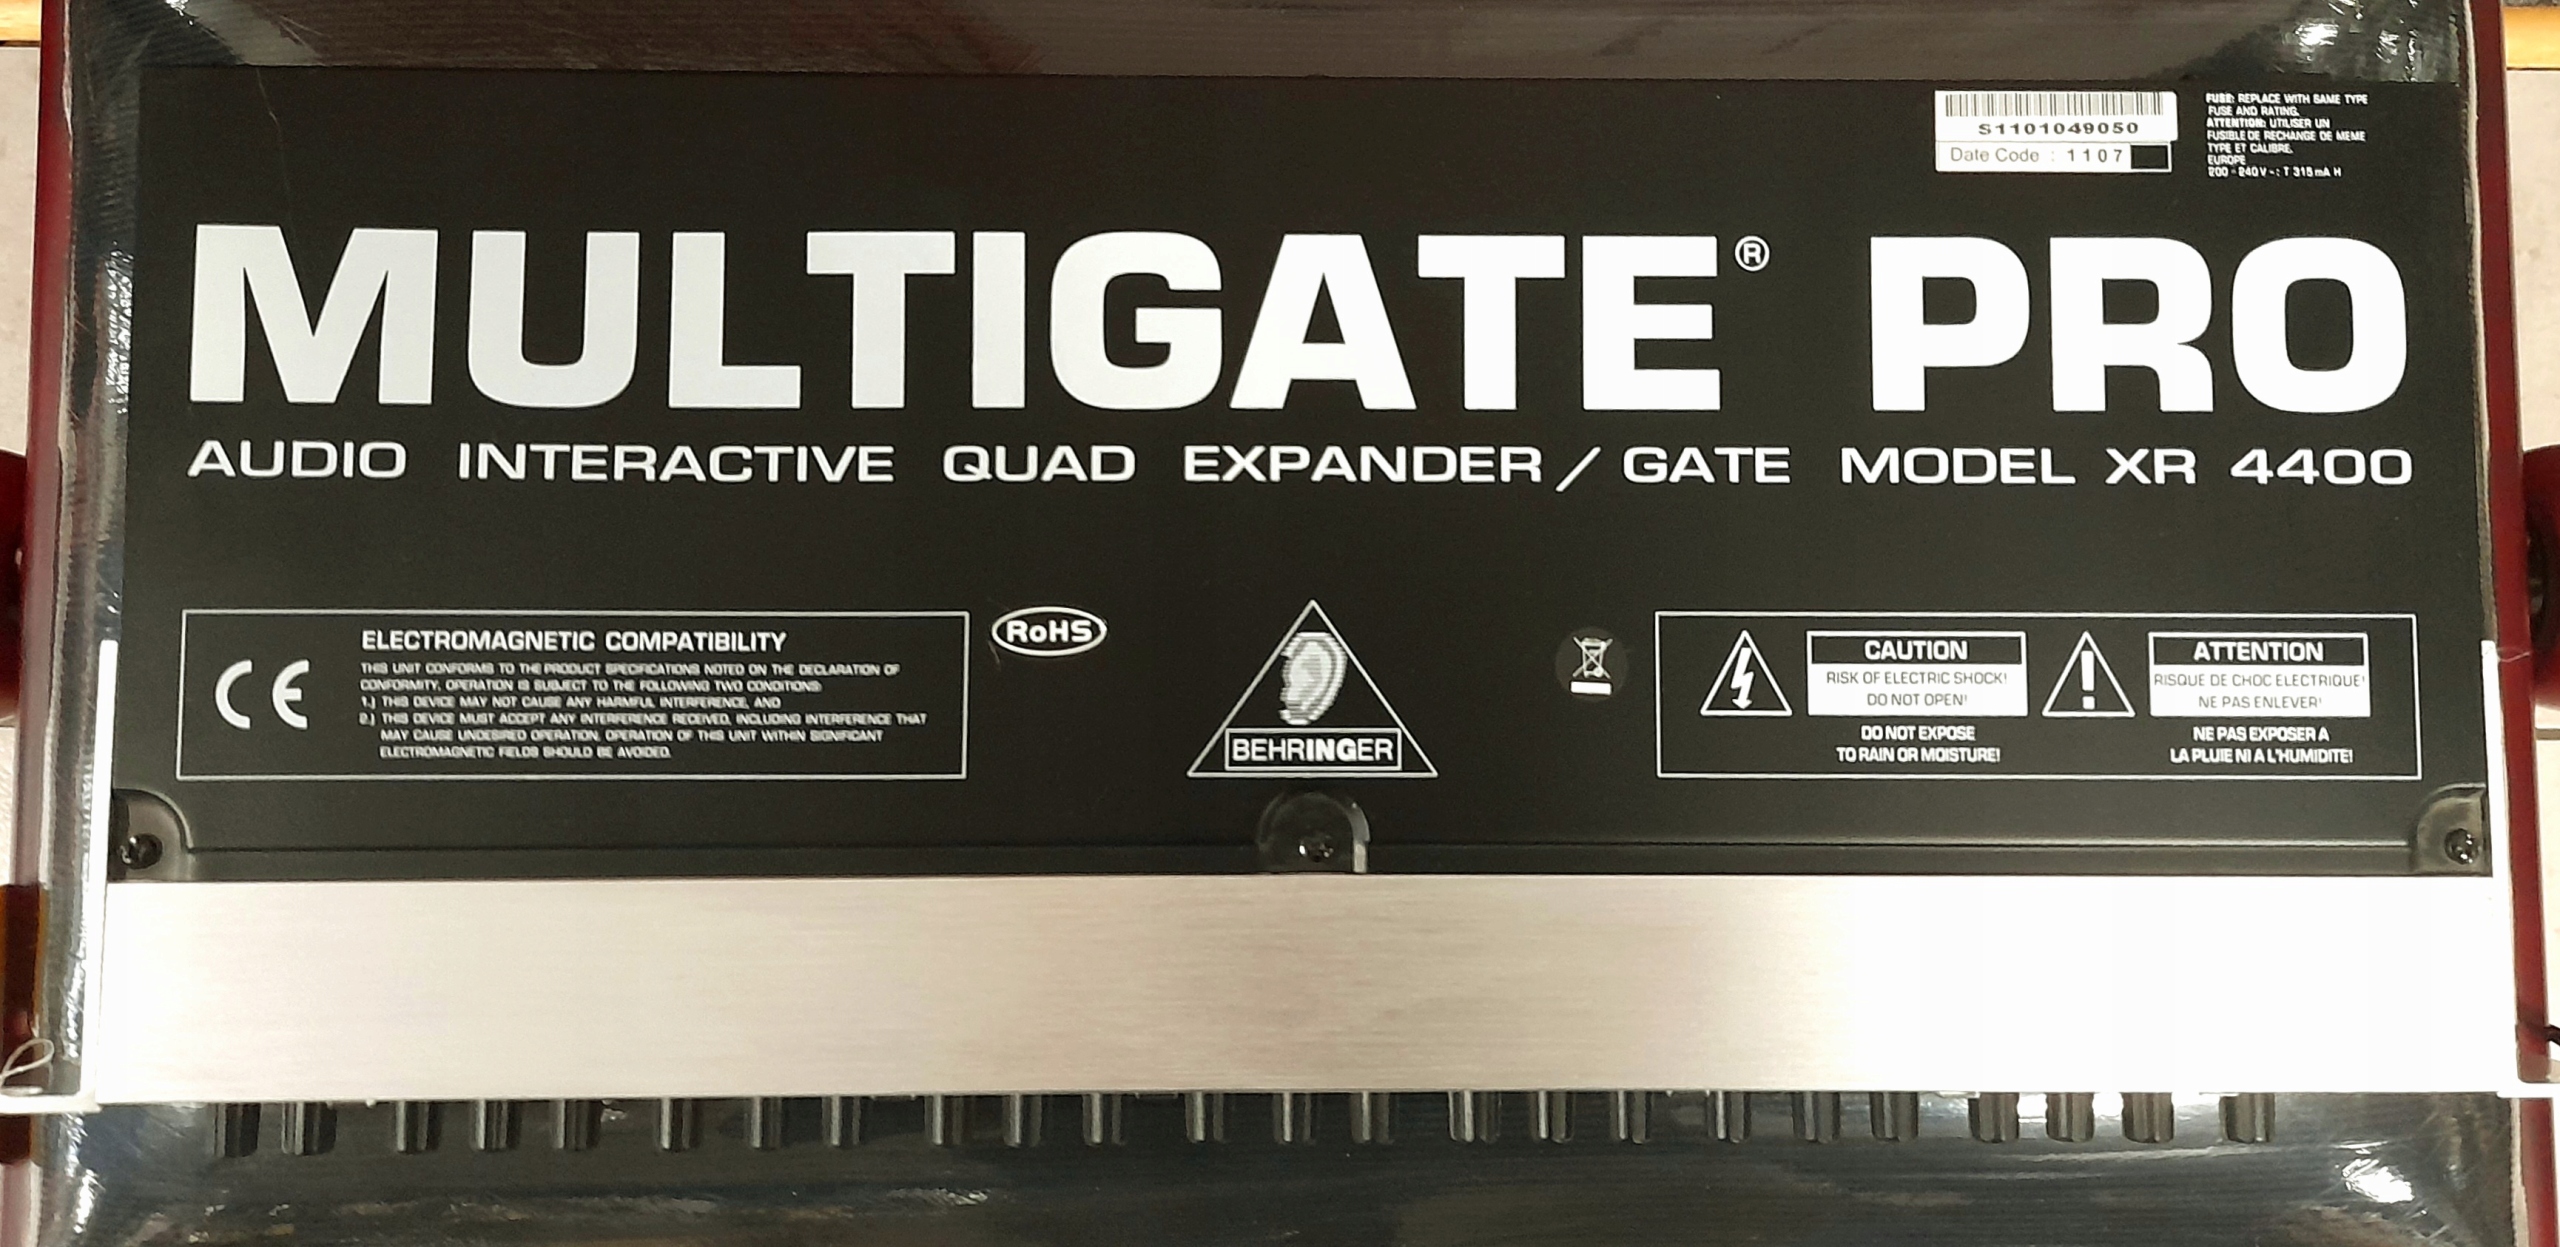 S1101049050
Date Code : 1107
FUSE: REPLACE WITH SAME TYPE
FUSE AND RATING.
ATTENTION: UTILISER UN
FUSIBLE DE RECHANGE DE MEME
TYPE ET CALIBRE.
EUROPE
200 - 240 V ~: T 315 mA H
MULTIGATE® PRO
AUDIO INTERACTIVE QUAD EXPANDER / GATE MODEL XR 4400
CE
ELECTROMAGNETIC COMPATIBILITY
THIS UNIT CONFORMS TO THE PRODUCT SPECIFICATIONS NOTED ON THE DECLARATION OF
CONFORMITY. OPERATION IS SUBJECT TO THE FOLLOWING TWO CONDITIONS:
1.) THIS DEVICE MAY NOT CAUSE ANY HARMFUL INTERFERENCE, AND
2.) THIS DEVICE MUST ACCEPT ANY INTERFERENCE RECEIVED, INCLUDING INTERFERENCE THAT
MAY CAUSE UNDESIRED OPERATION. OPERATION OF THIS UNIT WITHIN SIGNIFICANT
ELECTROMAGNETIC FIELDS SHOULD BE AVOIDED.
RoHS
BEHRINGER
CAUTION
RISK OF ELECTRIC SHOCK!
DO NOT OPEN!
DO NOT EXPOSE
TO RAIN OR MOISTURE!
ATTENTION
RISQUE DE CHOC ELECTRIQUE!
NE PAS ENLEVER!
NE PAS EXPOSER A
LA PLUIE NI A L'HUMIDITE!